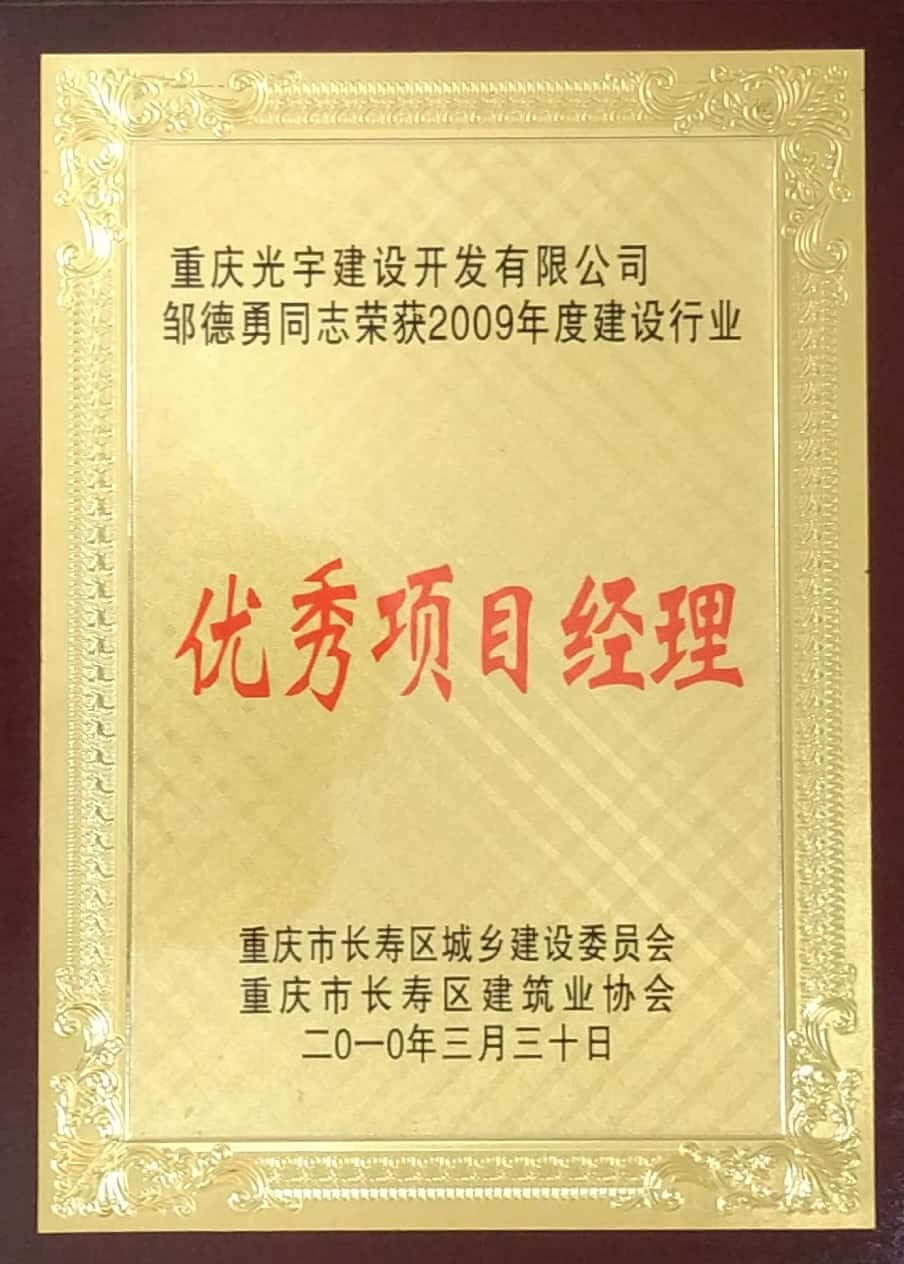 重庆光宇建设开发有限公司
邹德勇同志荣获2009年度建设行业
优秀项目经理
重庆市长寿区城乡建设委员会
重庆市长寿区建筑业协会
二0一0年三月三十日